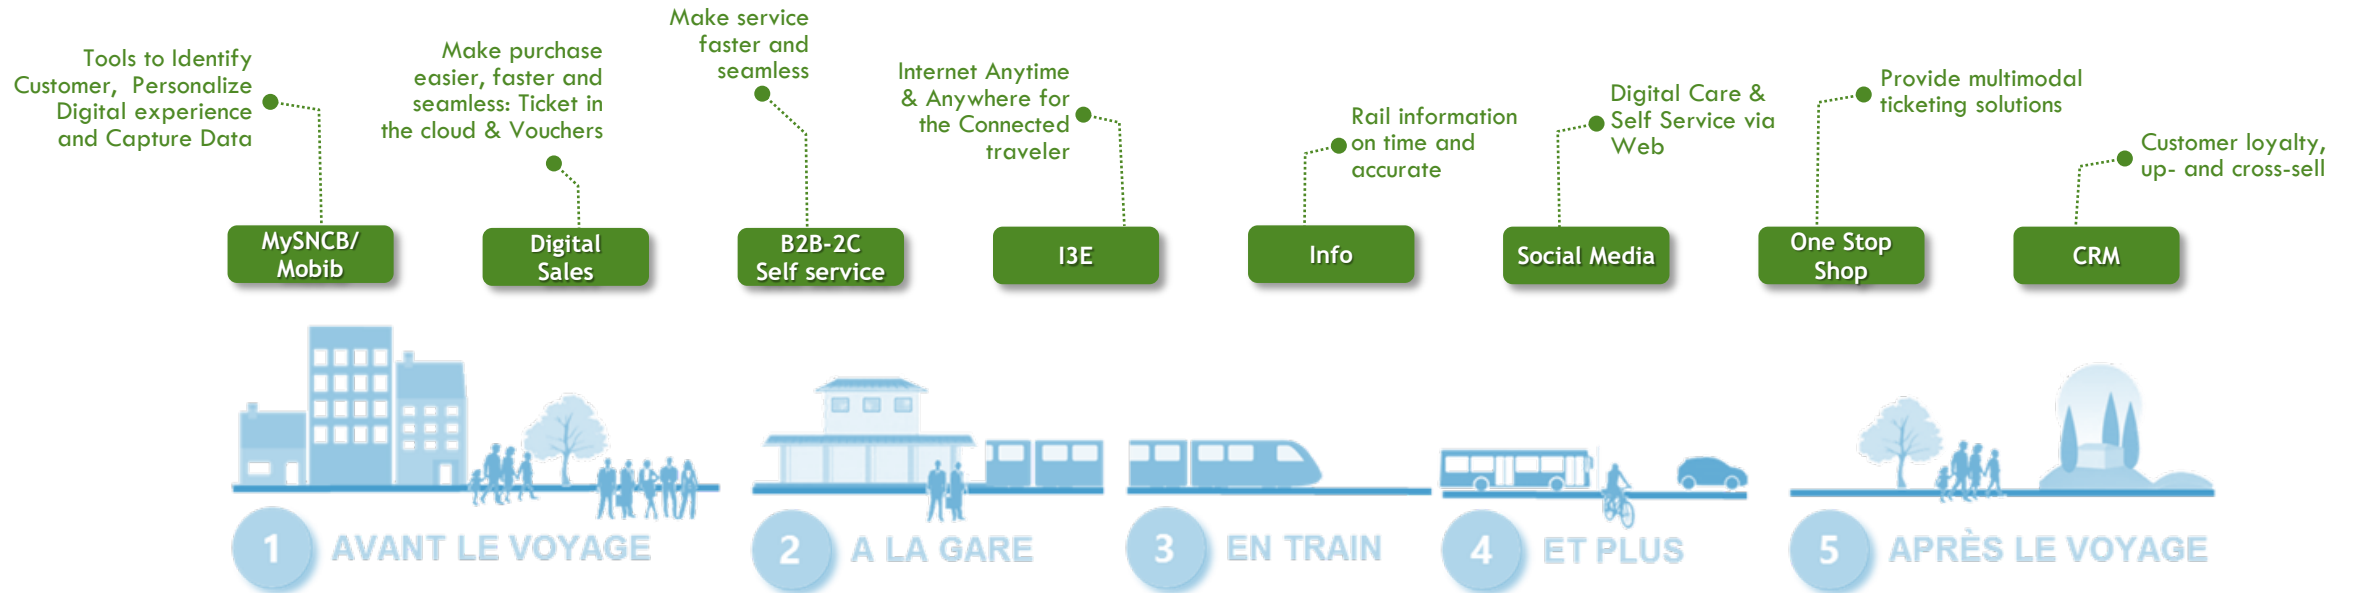 Tools to Identify
Customer, Personalize
Digital experience
and Capture Data
Make purchase
easier, faster and
seamless: Ticket in
the cloud & Vouchers
Make service
faster and
seamless
Internet Anytime
& Anywhere for
the Connected
traveler
Rail information
on time and
accurate
Digital Care &
Self Service via
Web
Provide multimodal
ticketing solutions
Customer loyalty,
up- and cross-sell
MySNCB/
Mobib
Digital
Sales
B2B-2C
Self service
I3E
Info
Social Media
One Stop
Shop
CRM
1 AVANT LE VOYAGE
2 A LA GARE
3 EN TRAIN
4 ET PLUS
5 APRÈS LE VOYAGE